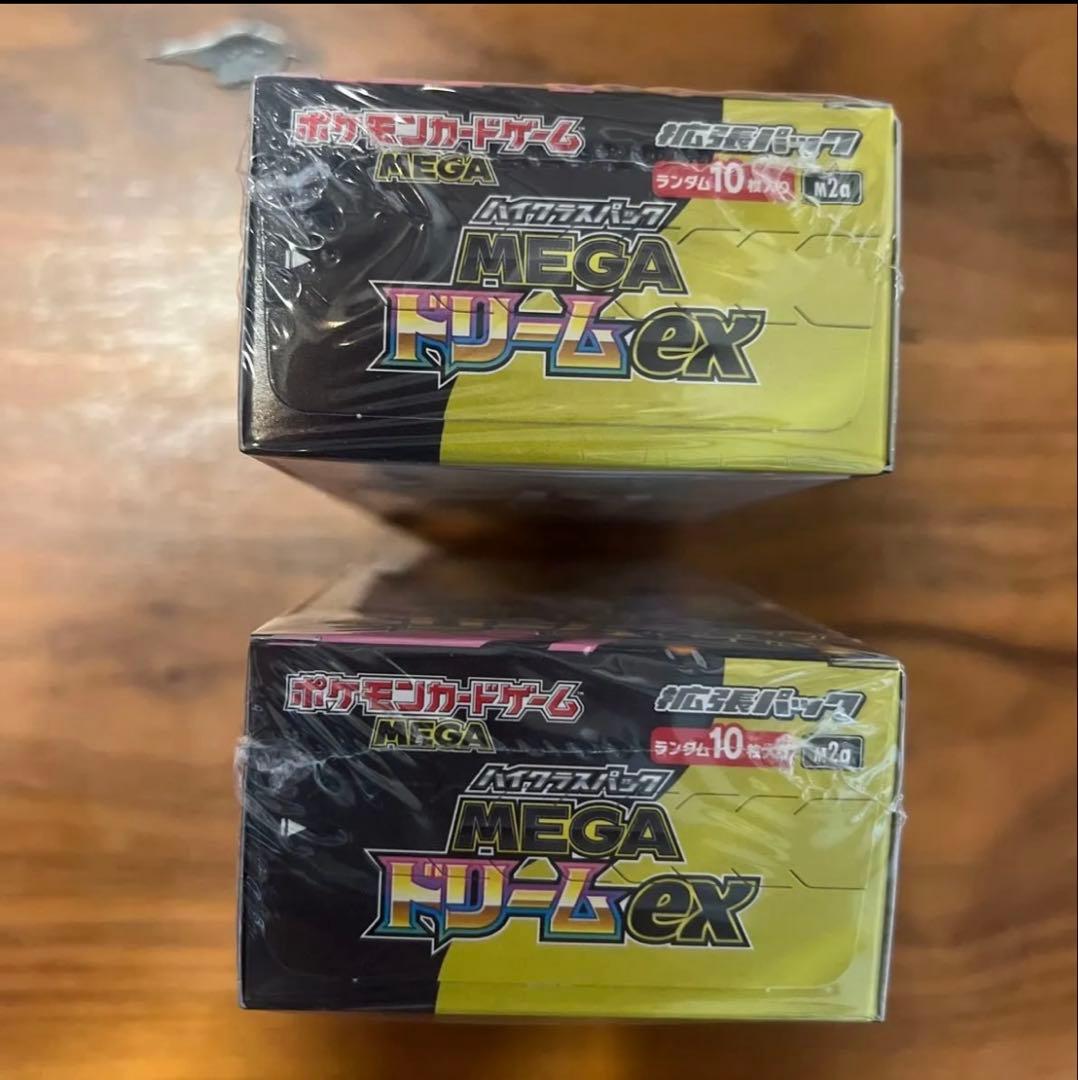 ポケモンカードゲーム
MEGA
拡張パック
ランダム10枚入り
M2a
ハイクラスパック
MEGA
ドリームex
ポケモンカードゲーム
MEGA
拡張パック
ランダム10枚入り
M2a
ハイクラスパック
MEGA
ドリームex